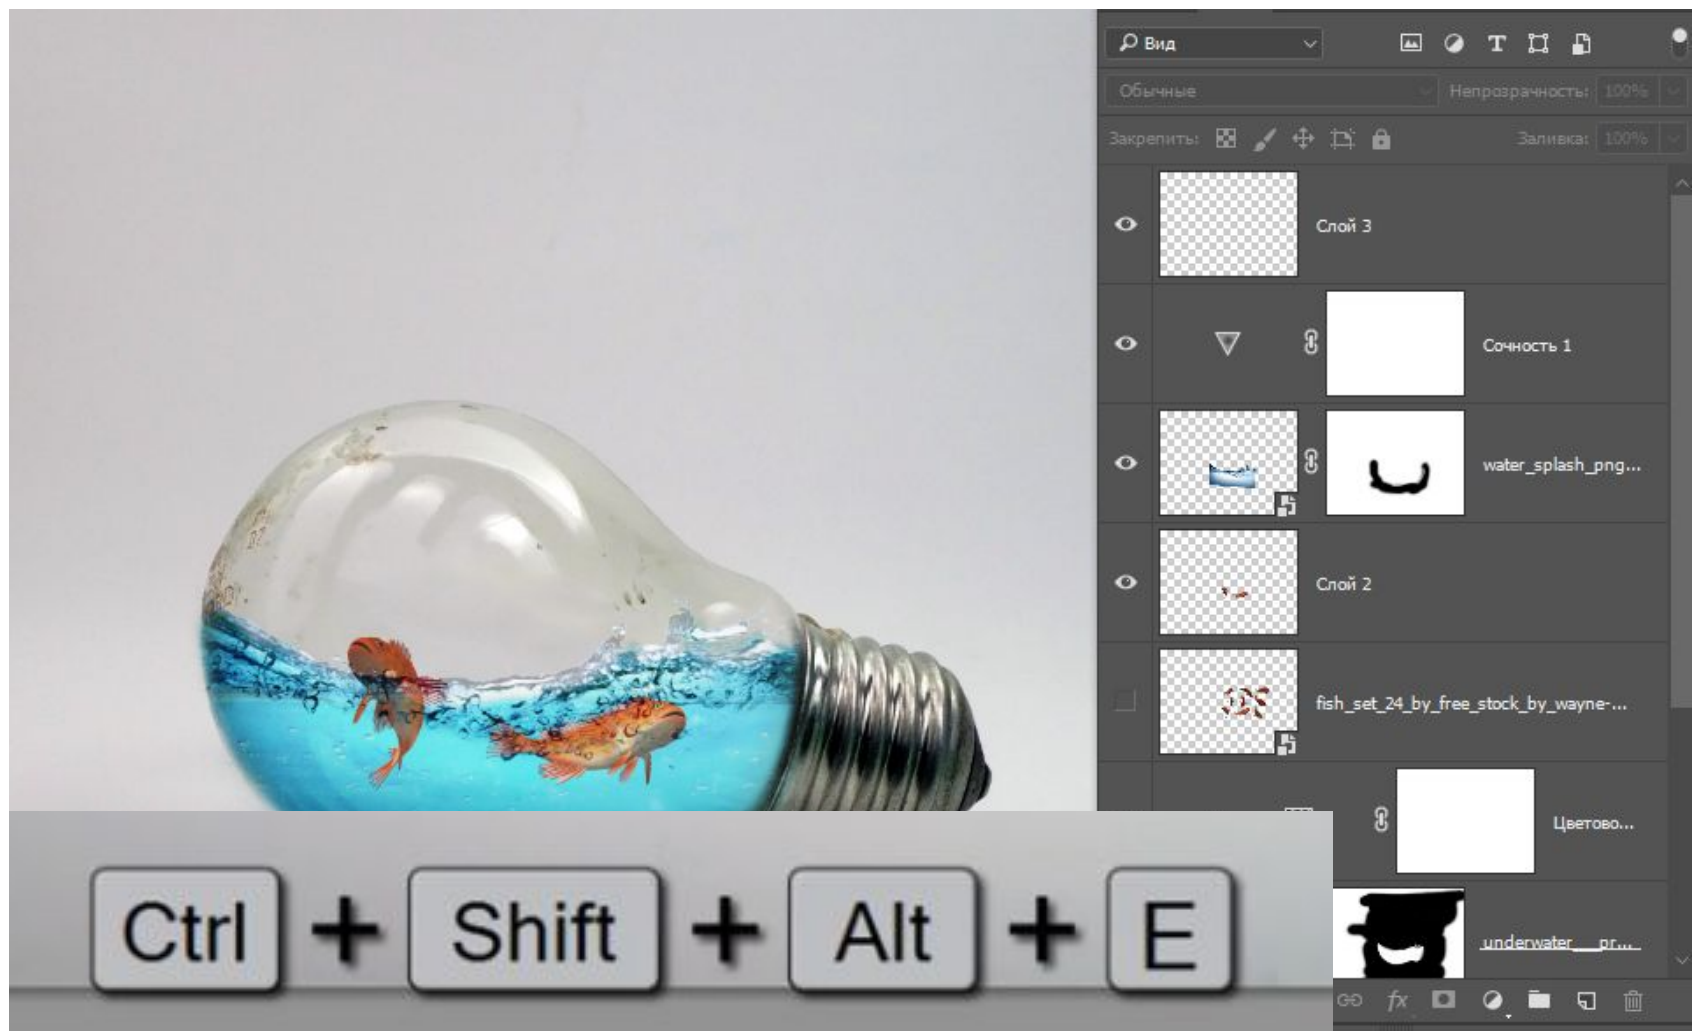 Вид
T
Обычные Непрозрачность: 100%
Закрепить: Заливка: 100%
Слой 3
Сочность 1
water_splash_png...
Слой 2
fish_set_24_by_free_stock_by_wayne-...
Цветово...
underwater___pr...
fx
Ctrl + Shift + Alt + E